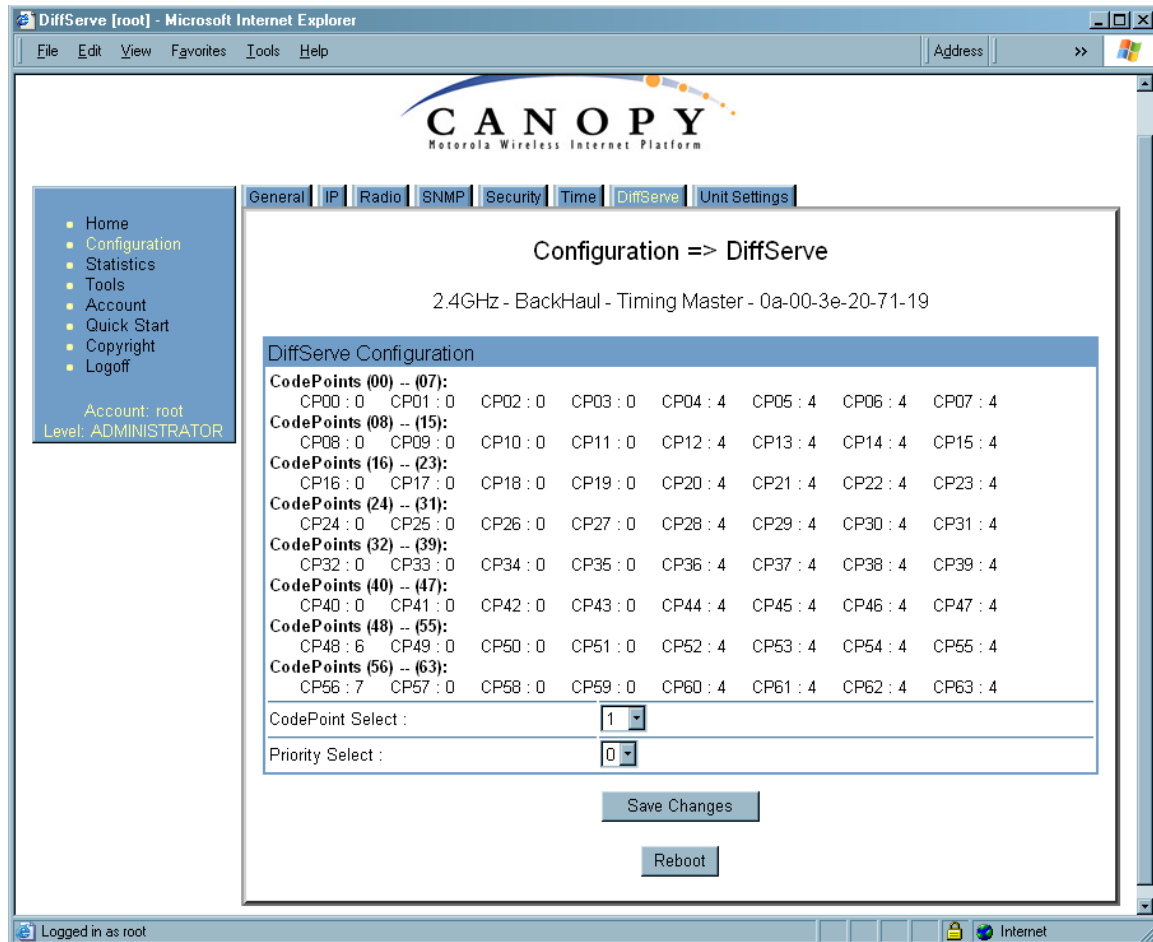 DiffServe [root] - Microsoft Internet Explorer
File Edit View Favorites Tools Help Address »
CANOPY
Motorola Wireless Internet Platform
General IP Radio SNMP Security Time DiffServe Unit Settings
Home
Configuration
Statistics
Tools
Account
Quick Start
Copyright
Logoff
Account: root
Level: ADMINISTRATOR
Configuration => DiffServe
2.4GHz - BackHaul - Timing Master - 0a-00-3e-20-71-19
DiffServe Configuration
CodePoints (00) -- (07):
CP00 : 0 CP01 : 0 CP02 : 0 CP03 : 0 CP04 : 4 CP05 : 4 CP06 : 4 CP07 : 4
CodePoints (08) -- (15):
CP08 : 0 CP09 : 0 CP10 : 0 CP11 : 0 CP12 : 4 CP13 : 4 CP14 : 4 CP15 : 4
CodePoints (16) -- (23):
CP16 : 0 CP17 : 0 CP18 : 0 CP19 : 0 CP20 : 4 CP21 : 4 CP22 : 4 CP23 : 4
CodePoints (24) -- (31):
CP24 : 0 CP25 : 0 CP26 : 0 CP27 : 0 CP28 : 4 CP29 : 4 CP30 : 4 CP31 : 4
CodePoints (32) -- (39):
CP32 : 0 CP33 : 0 CP34 : 0 CP35 : 0 CP36 : 4 CP37 : 4 CP38 : 4 CP39 : 4
CodePoints (40) -- (47):
CP40 : 0 CP41 : 0 CP42 : 0 CP43 : 0 CP44 : 4 CP45 : 4 CP46 : 4 CP47 : 4
CodePoints (48) -- (55):
CP48 : 6 CP49 : 0 CP50 : 0 CP51 : 0 CP52 : 4 CP53 : 4 CP54 : 4 CP55 : 4
CodePoints (56) -- (63):
CP56 : 7 CP57 : 0 CP58 : 0 CP59 : 0 CP60 : 4 CP61 : 4 CP62 : 4 CP63 : 4
CodePoint Select : 1
Priority Select : 0
Save Changes
Reboot
Logged in as root Internet